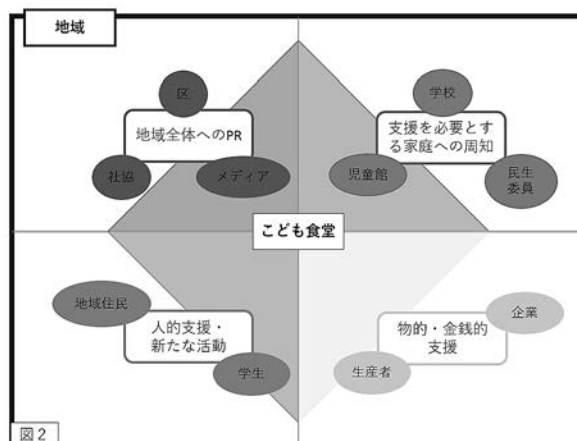 地域
区
地域全体へのPR
社協
メディア
学校
支援を必要とす
る家庭への周知
児童館
民生
委員
こども食堂
地域住民
人的支援・
新たな活動
学生
企業
物的・金銭的
支援
生産者
図2